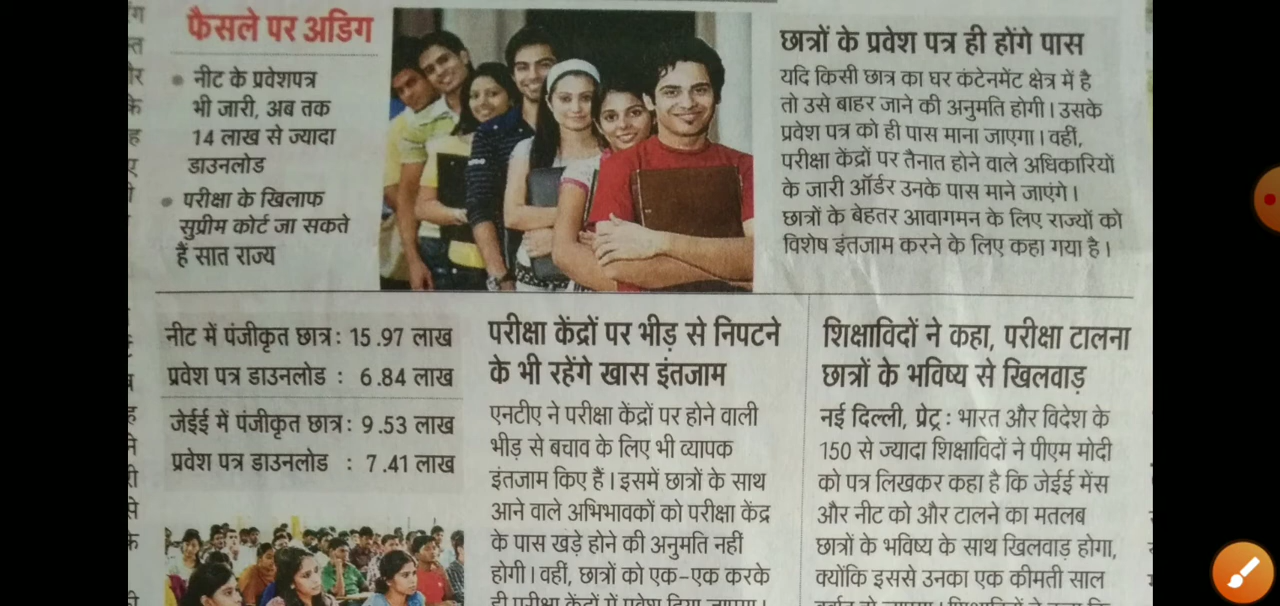 फैसले पर अडिग
नीट के प्रवेशपत्र
भी जारी, अब तक
14 लाख से ज्यादा
डाउनलोड
परीक्षा के खिलाफ
सुप्रीम कोर्ट जा सकते
हैं सात राज्य
छात्रों के प्रवेश पत्र ही होंगे पास
यदि किसी छात्र का घर कंटेनमेंट क्षेत्र में है
तो उसे बाहर जाने की अनुमति होगी। उसके
प्रवेश पत्र को ही पास माना जाएगा। वहीं,
परीक्षा केंद्रों पर तैनात होने वाले अधिकारियों
के जारी ऑर्डर उनके पास माने जाएंगे।
छात्रों के बेहतर आवागमन के लिए राज्यों को
विशेष इंतजाम करने के लिए कहा गया है।
नीट में पंजीकृत छात्र: 15.97 लाख
प्रवेश पत्र डाउनलोड : 6.84 लाख
जेईई में पंजीकृत छात्र: 9.53 लाख
प्रवेश पत्र डाउनलोड : 7.41 लाख
परीक्षा केंद्रों पर भीड़ से निपटने
के भी रहेंगे खास इंतजाम
एनटीए ने परीक्षा केंद्रों पर होने वाली
भीड़ से बचाव के लिए भी व्यापक
इंतजाम किए हैं। इसमें छात्रों के साथ
आने वाले अभिभावकों को परीक्षा केंद्र
के पास खड़े होने की अनुमति नहीं
होगी। वहीं, छात्रों को एक-एक करके
ही परीक्षा केंद्रों में प्रवेश दिया जाएगा।
शिक्षाविदों ने कहा, परीक्षा टालना
छात्रों के भविष्य से खिलवाड़
नई दिल्ली, प्रेट्र : भारत और विदेश के
150 से ज्यादा शिक्षाविदों ने पीएम मोदी
को पत्र लिखकर कहा है कि जेईई मेंस
और नीट को और टालने का मतलब
छात्रों के भविष्य के साथ खिलवाड़ होगा,
क्योंकि इससे उनका एक कीमती साल